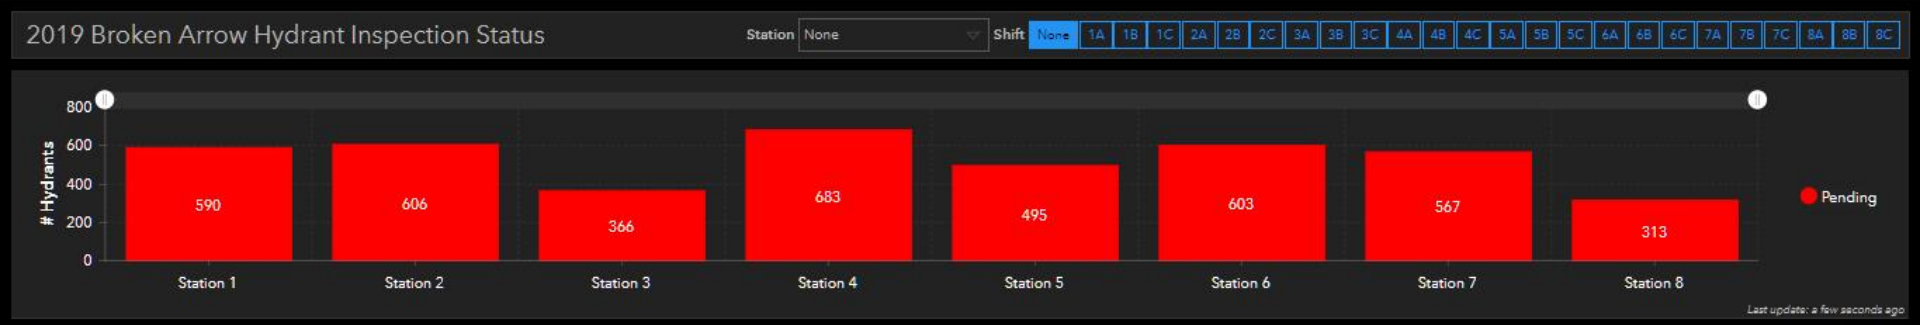 2019 Broken Arrow Hydrant Inspection Status Station None Shift None 1A 1B 1C 2A 2B 2C 3A 3B 3C 4A 4B 4C 5A 5B 5C 6A 6B 6C 7A 7B 7C 8A 8B 8C
# Hydrants
800
600
400
200
0
590 606 366 683 495 603 567 313
Pending
Station 1 Station 2 Station 3 Station 4 Station 5 Station 6 Station 7 Station 8
Last update: a few seconds ago